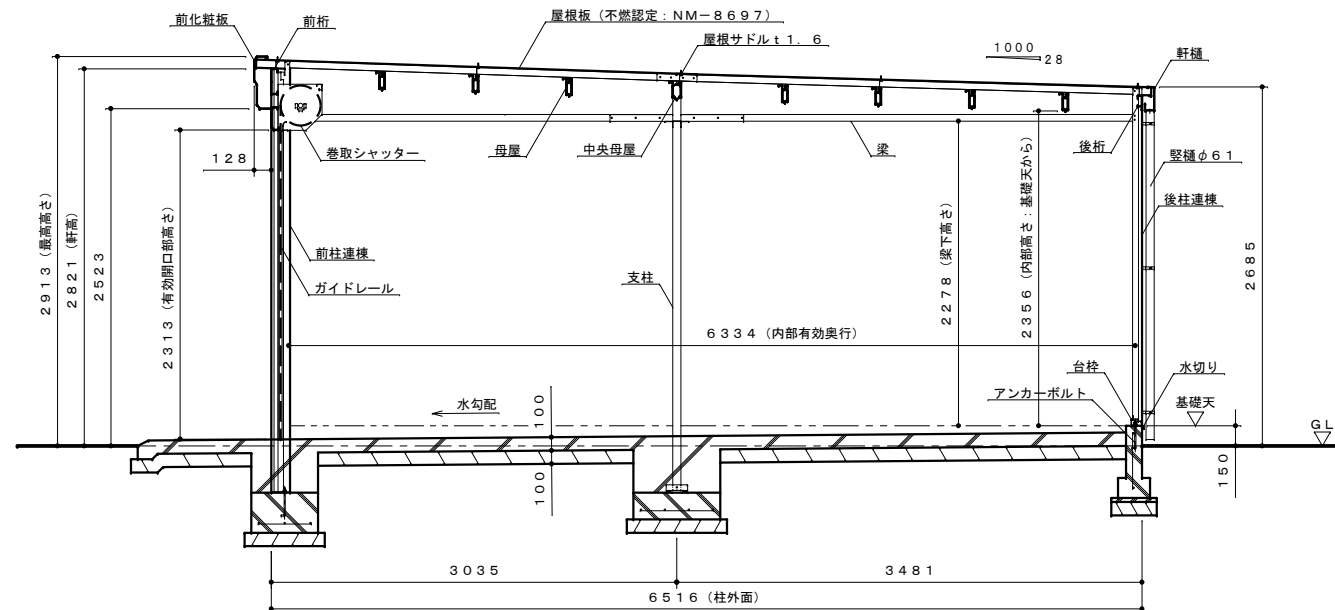 前化粧板
前桁
屋根板（不燃認定：ＮＭ－８６９７）
屋根サドルｔ１．６
１０００
２８
軒樋
巻取シャッター
母屋
中央母屋
梁
後桁
竪樋φ６１
後柱連棟
１２８
２９１３（最高高さ）
２８２１（軒高）
２５２３
２３１３（有効開口部高さ）
前柱連棟
ガイドレール
支柱
２２７８（梁下高さ）
２３５６（内部高さ：基礎天から）
２６８５
６３３４（内部有効奥行）
台枠
水切り
アンカーボルト
基礎天
水勾配
１００
１００
ＧＬ
１５０
３０３５
３４８１
６５１６（柱外面）